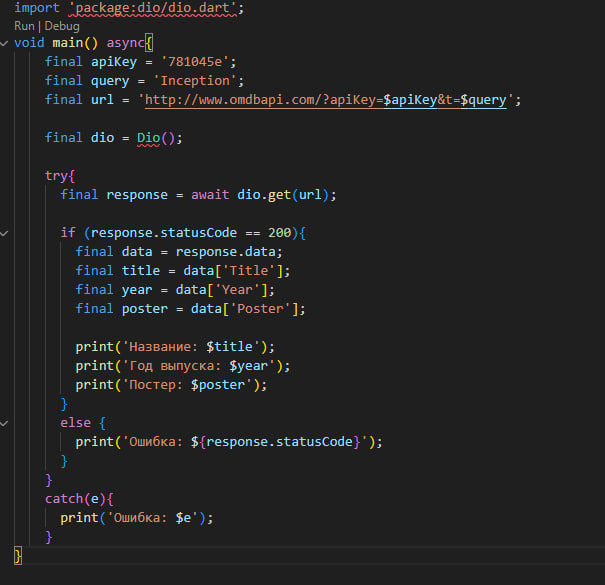 import 'package:dio/dio.dart';
Run | Debug
void main() async{
final apiKey = '781045e';
final query = 'Inception';
final url = 'http://www.omdbapi.com/?apiKey=$apiKey&t=$query';
final dio = Dio();
try{
final response = await dio.get(url);
if (response.statusCode == 200){
final data = response.data;
final title = data['Title'];
final year = data['Year'];
final poster = data['Poster'];
print('Название: $title');
print('Год выпуска: $year');
print('Постер: $poster');
}
else {
print('Ошибка: ${response.statusCode}');
}
}
catch(e){
print('Ошибка: $e');
}
}